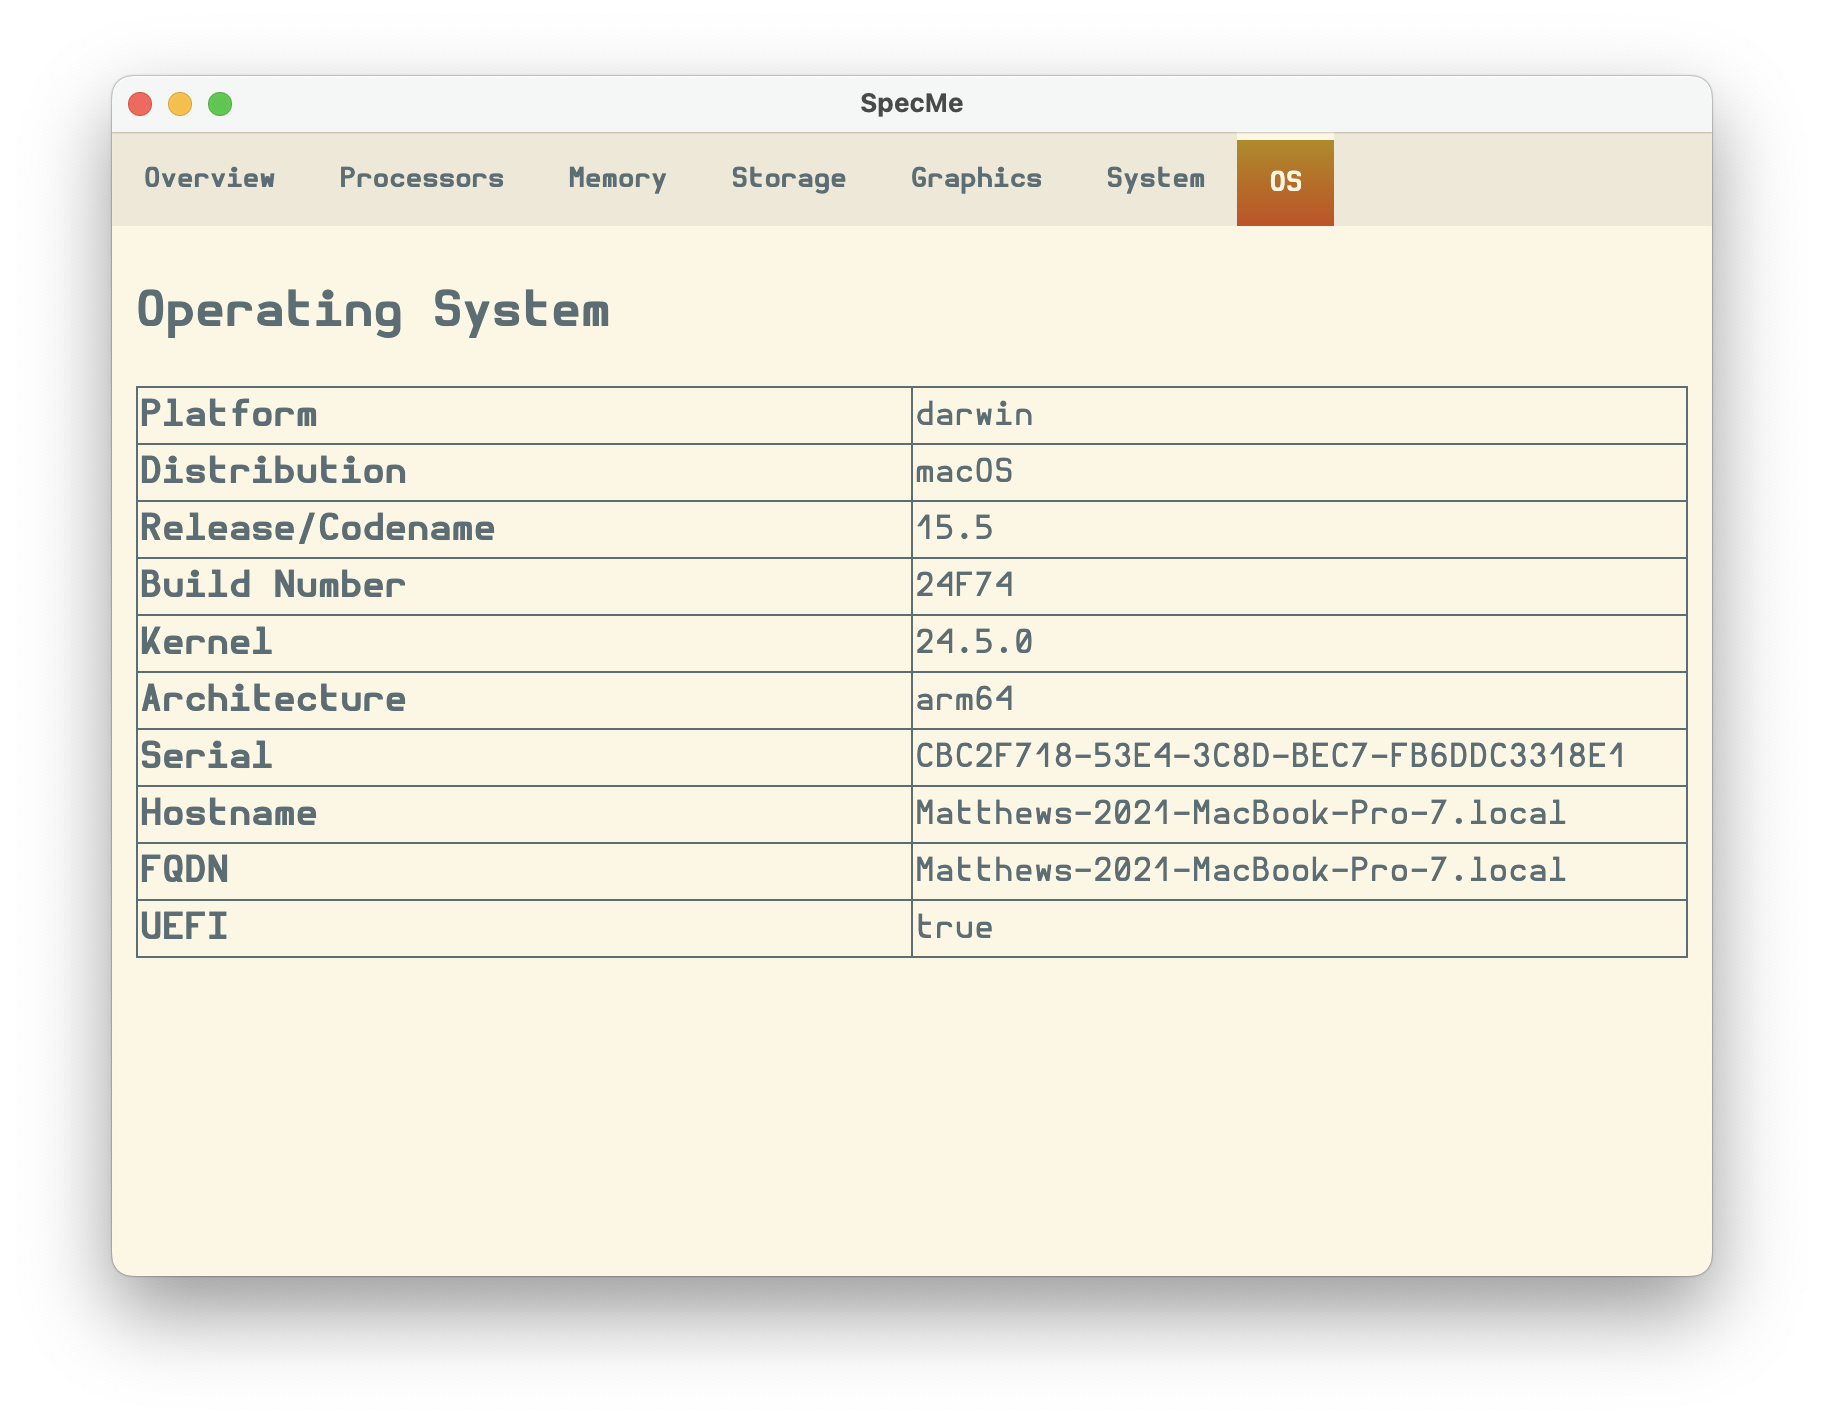 SpecMe
Overview Processors Memory Storage Graphics System OS
Operating System
Platform darwin
Distribution macOS
Release/Codename 15.5
Build Number 24F74
Kernel 24.5.0
Architecture arm64
Serial CBC2F718-53E4-3C8D-BEC7-FB6DDC3318E1
Hostname Matthews-2021-MacBook-Pro-7.local
FQDN Matthews-2021-MacBook-Pro-7.local
UEFI true